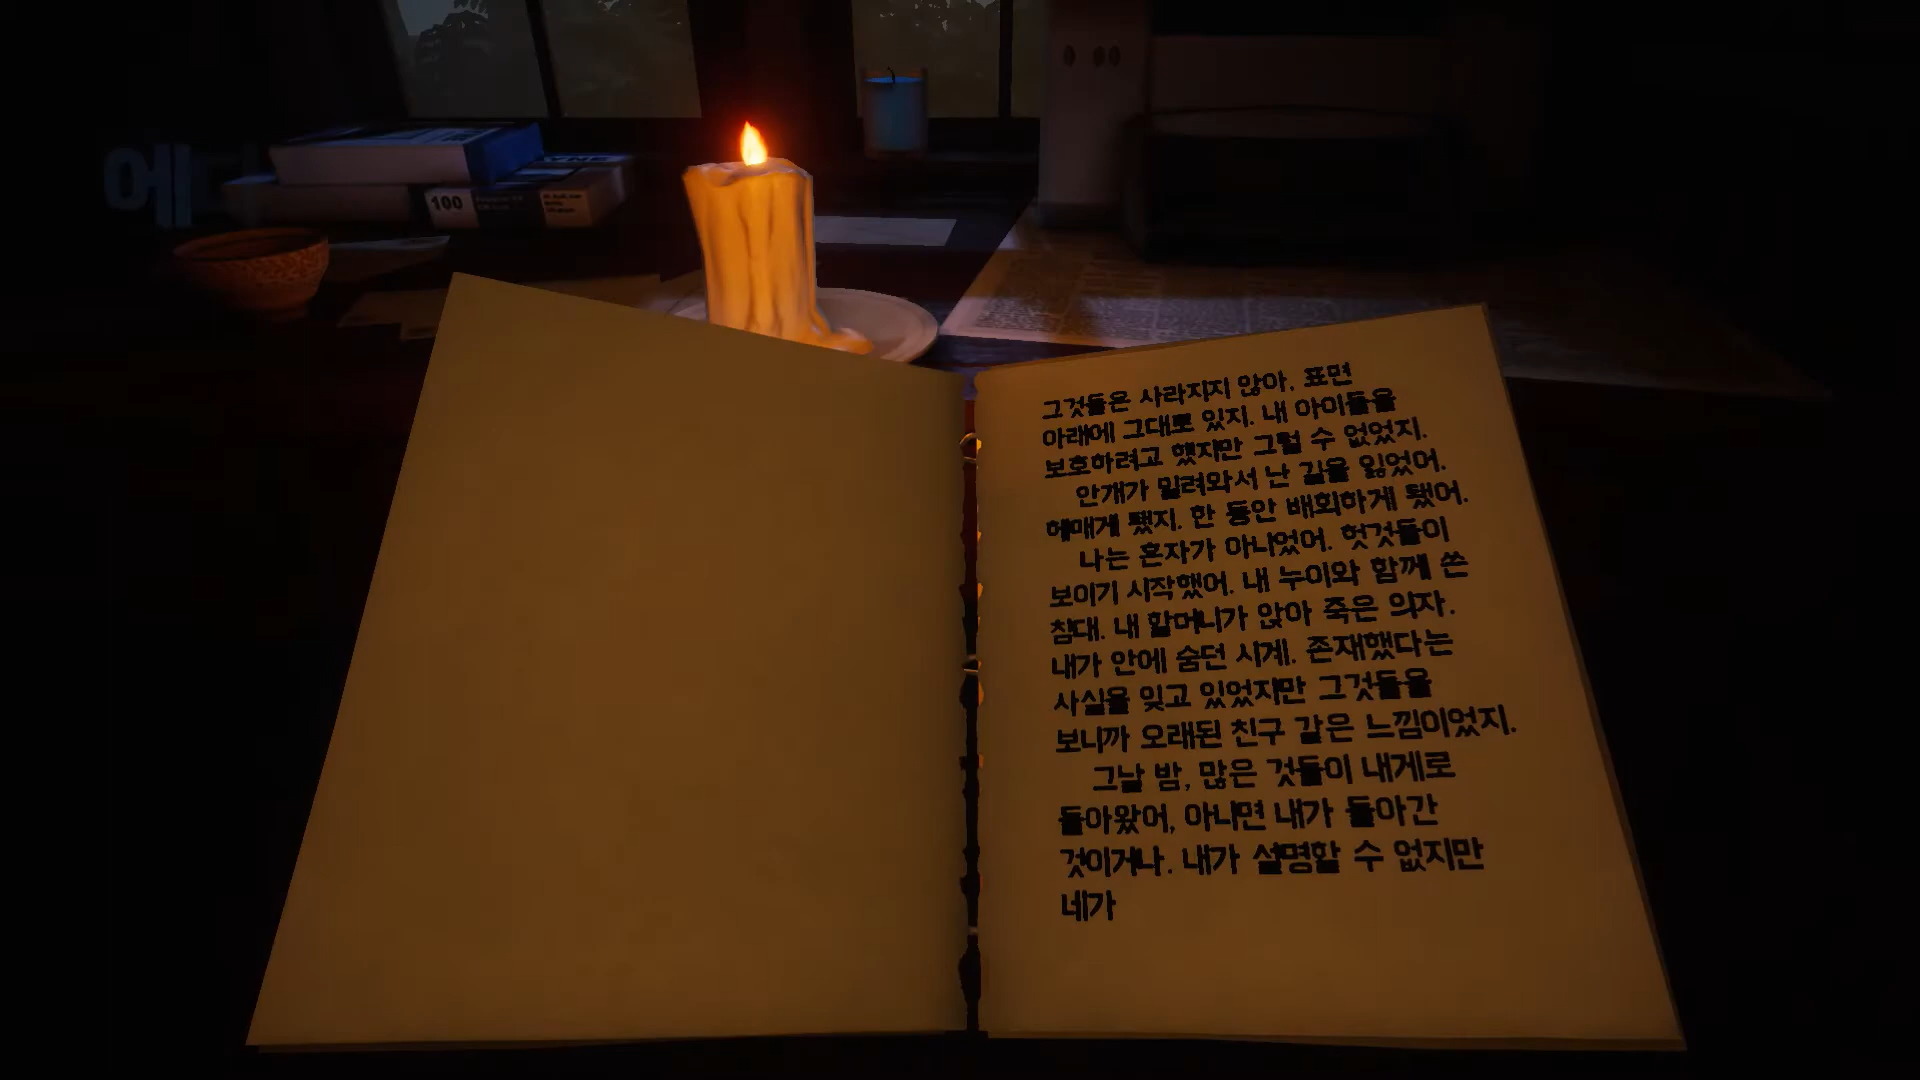 에
100
그것들은 사라지지 않아. 표면
아래에 그대로 있지. 내 아이들을
보호하려고 했지만 그럴 수 없었지.
안개가 밀려와서 난 길을 잃었어.
헤매게 됐지. 한 동안 배회하게 됐어.
나는 혼자가 아니었어. 헛것들이
보이기 시작했어. 내 누이와 함께 쓴
침대. 내 할머니가 앉아 죽은 의자.
내가 안에 숨던 시계. 존재했다는
사실을 잊고 있었지만 그것들을
보니까 오래된 친구 같은 느낌이었지.
그날 밤, 많은 것들이 내게로
돌아왔어, 아니면 내가 돌아간
것이거나. 내가 설명할 수 없지만
네가